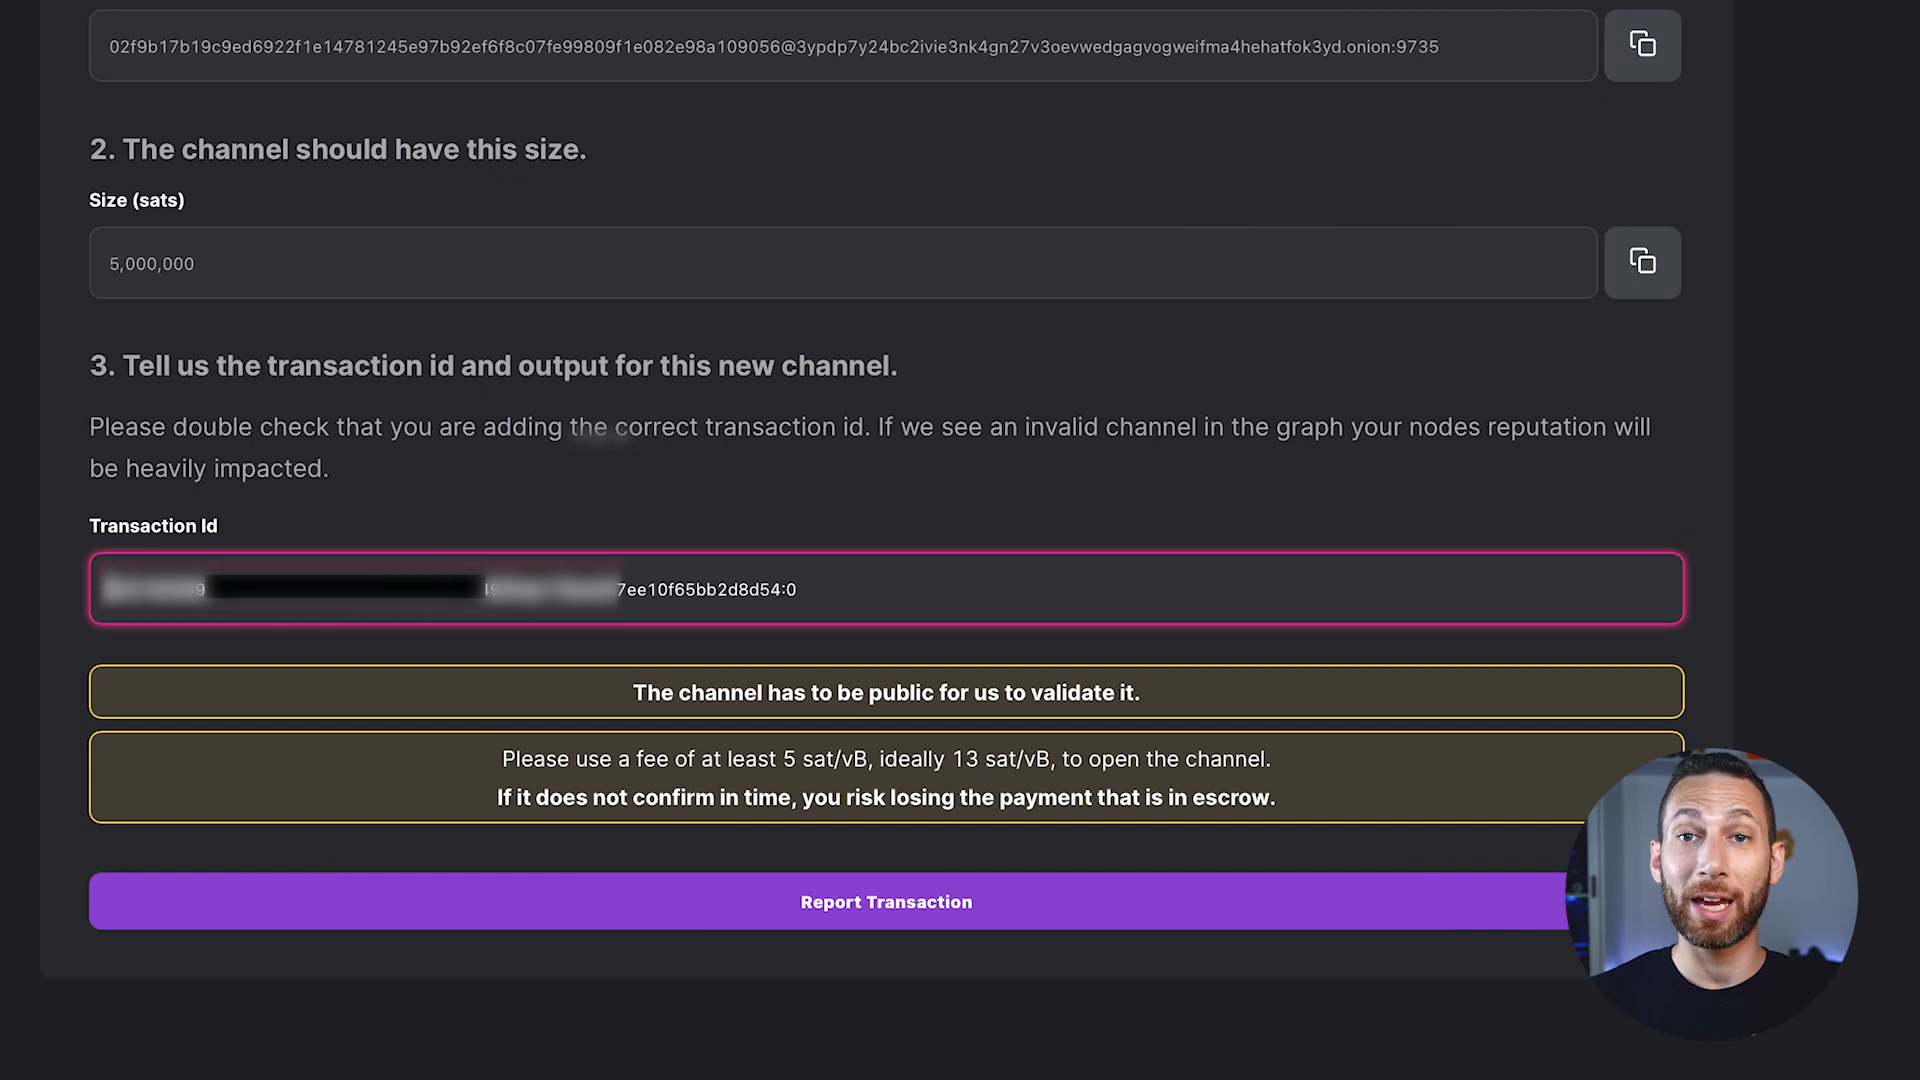 02f9b17b19c9ed6922f1e14781245e97b92ef6f8c07fe99809f1e082e98a109056@3ypdp7y24bc2ivie3nk4gn27v3oevwedgagvogweifma4hehatfok3yd.onion:9735
2. The channel should have this size.
Size (sats)
5,000,000
3. Tell us the transaction id and output for this new channel.
Please double check that you are adding the correct transaction id. If we see an invalid channel in the graph your nodes reputation will
be heavily impacted.
Transaction Id
7ee10f65bb2d8d54:0
The channel has to be public for us to validate it.
Please use a fee of at least 5 sat/vB, ideally 13 sat/vB, to open the channel.
If it does not confirm in time, you risk losing the payment that is in escrow.
Report Transaction